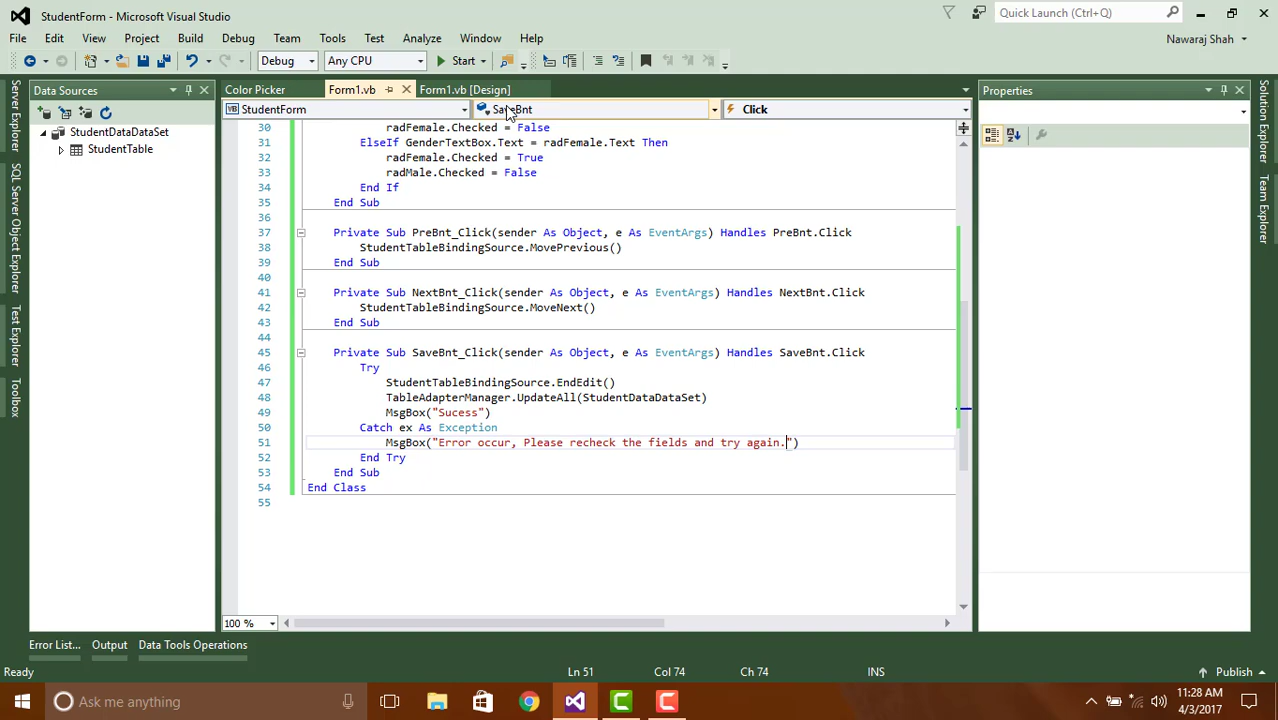 StudentForm - Microsoft Visual Studio
Quick Launch (Ctrl+Q)
File Edit View Project Build Debug Team Tools Test Analyze Window Help
Nawaraj Shah
Debug Any CPU Start
Server Explorer
SQL Server Object Explorer
Test Explorer
Toolbox
Data Sources
StudentDataDataSet
StudentTable
Color Picker Form1.vb Form1.vb [Design]
VB StudentForm SaveBnt Click
30 radFemale.Checked = False
31 ElseIf GenderTextBox.Text = radFemale.Text Then
32 radFemale.Checked = True
33 radMale.Checked = False
34 End If
35 End Sub
36
37 Private Sub PreBnt_Click(sender As Object, e As EventArgs) Handles PreBnt.Click
38 StudentTableBindingSource.MovePrevious()
39 End Sub
40
41 Private Sub NextBnt_Click(sender As Object, e As EventArgs) Handles NextBnt.Click
42 StudentTableBindingSource.MoveNext()
43 End Sub
44
45 Private Sub SaveBnt_Click(sender As Object, e As EventArgs) Handles SaveBnt.Click
46 Try
47 StudentTableBindingSource.EndEdit()
48 TableAdapterManager.UpdateAll(StudentDataDataSet)
49 MsgBox("Sucess")
50 Catch ex As Exception
51 MsgBox("Error occur, Please recheck the fields and try again.")
52 End Try
53 End Sub
54 End Class
55
100 %
Properties
Solution Explorer
Team Explorer
Error List... Output Data Tools Operations
Ready Ln 51 Col 74 Ch 74 INS Publish
Ask me anything
11:28 AM
4/3/2017